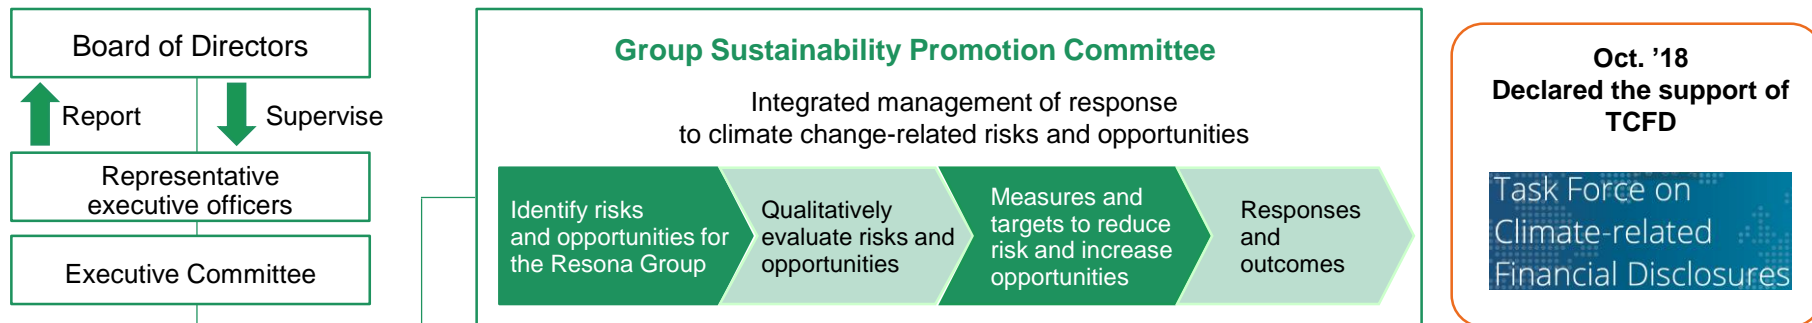 Board of Directors
Report
Supervise
Representative
executive officers
Executive Committee
Group Sustainability Promotion Committee
Integrated management of response
to climate change-related risks and opportunities
Identify risks
and opportunities for
the Resona Group
Qualitatively
evaluate risks and
opportunities
Measures and
targets to reduce
risk and increase
opportunities
Responses
and
outcomes
Oct. ’18
Declared the support of
TCFD
Task Force on
Climate-related
Financial Disclosures